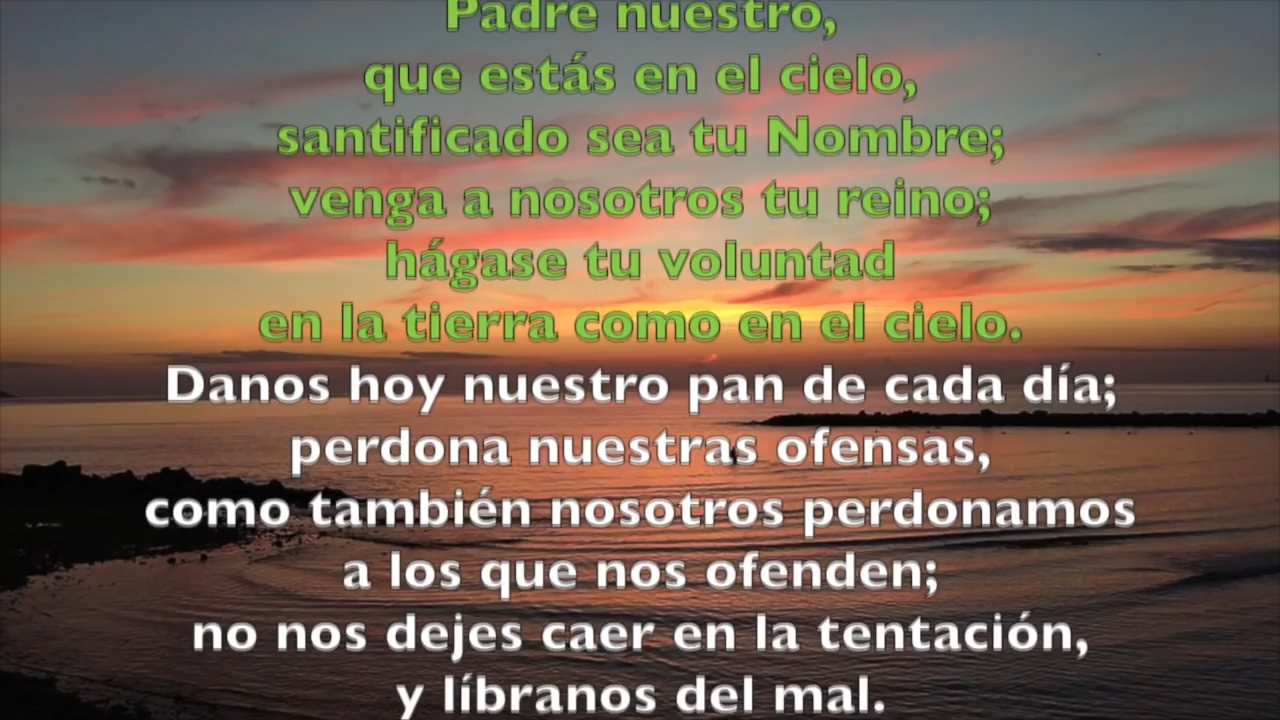 Padre nuestro,
que estás en el cielo,
santificado sea tu Nombre;
venga a nosotros tu reino;
hágase tu voluntad
en la tierra como en el cielo.
Danos hoy nuestro pan de cada día;
perdona nuestras ofensas,
como también nosotros perdonamos
a los que nos ofenden;
no nos dejes caer en la tentación,
y líbranos del mal.